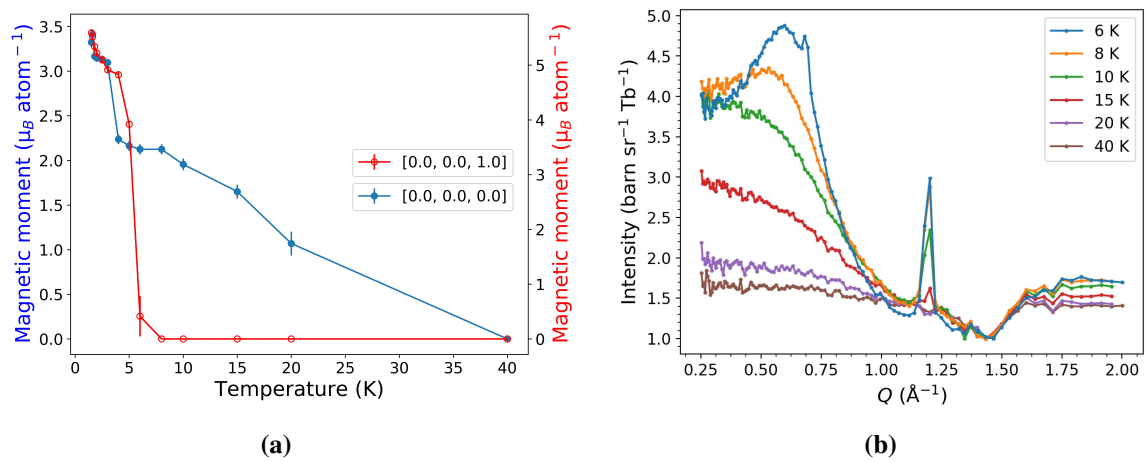 Magnetic moment (μB atom−1)
3.5
3.0
2.5
2.0
1.5
1.0
0.5
0.0
0
5
10
15
20
25
30
35
40
Temperature (K)
5
4
3
2
1
0
Magnetic moment (μB atom−1)
[0.0, 0.0, 1.0]
[0.0, 0.0, 0.0]
(a)
Intensity (barn sr−1 Tb−1)
5.0
4.5
4.0
3.5
3.0
2.5
2.0
1.5
1.0
0.25
0.50
0.75
1.00
1.25
1.50
1.75
2.00
Q (Å−1)
6 K
8 K
10 K
15 K
20 K
40 K
(b)